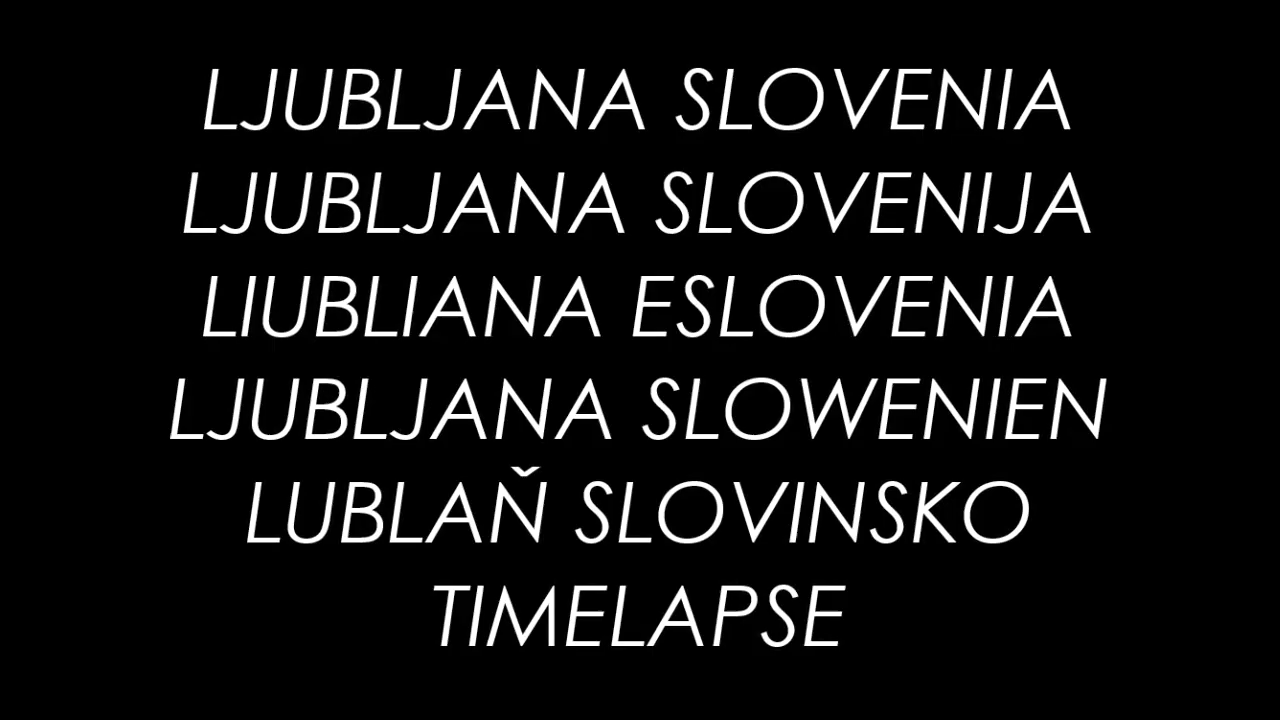 LJUBLJANA SLOVENIA
LJUBLJANA SLOVENIJA
LIUBLIANA ESLOVENIA
LJUBLJANA SLOWENIEN
LUBLAŇ SLOVINSKO
TIMELAPSE